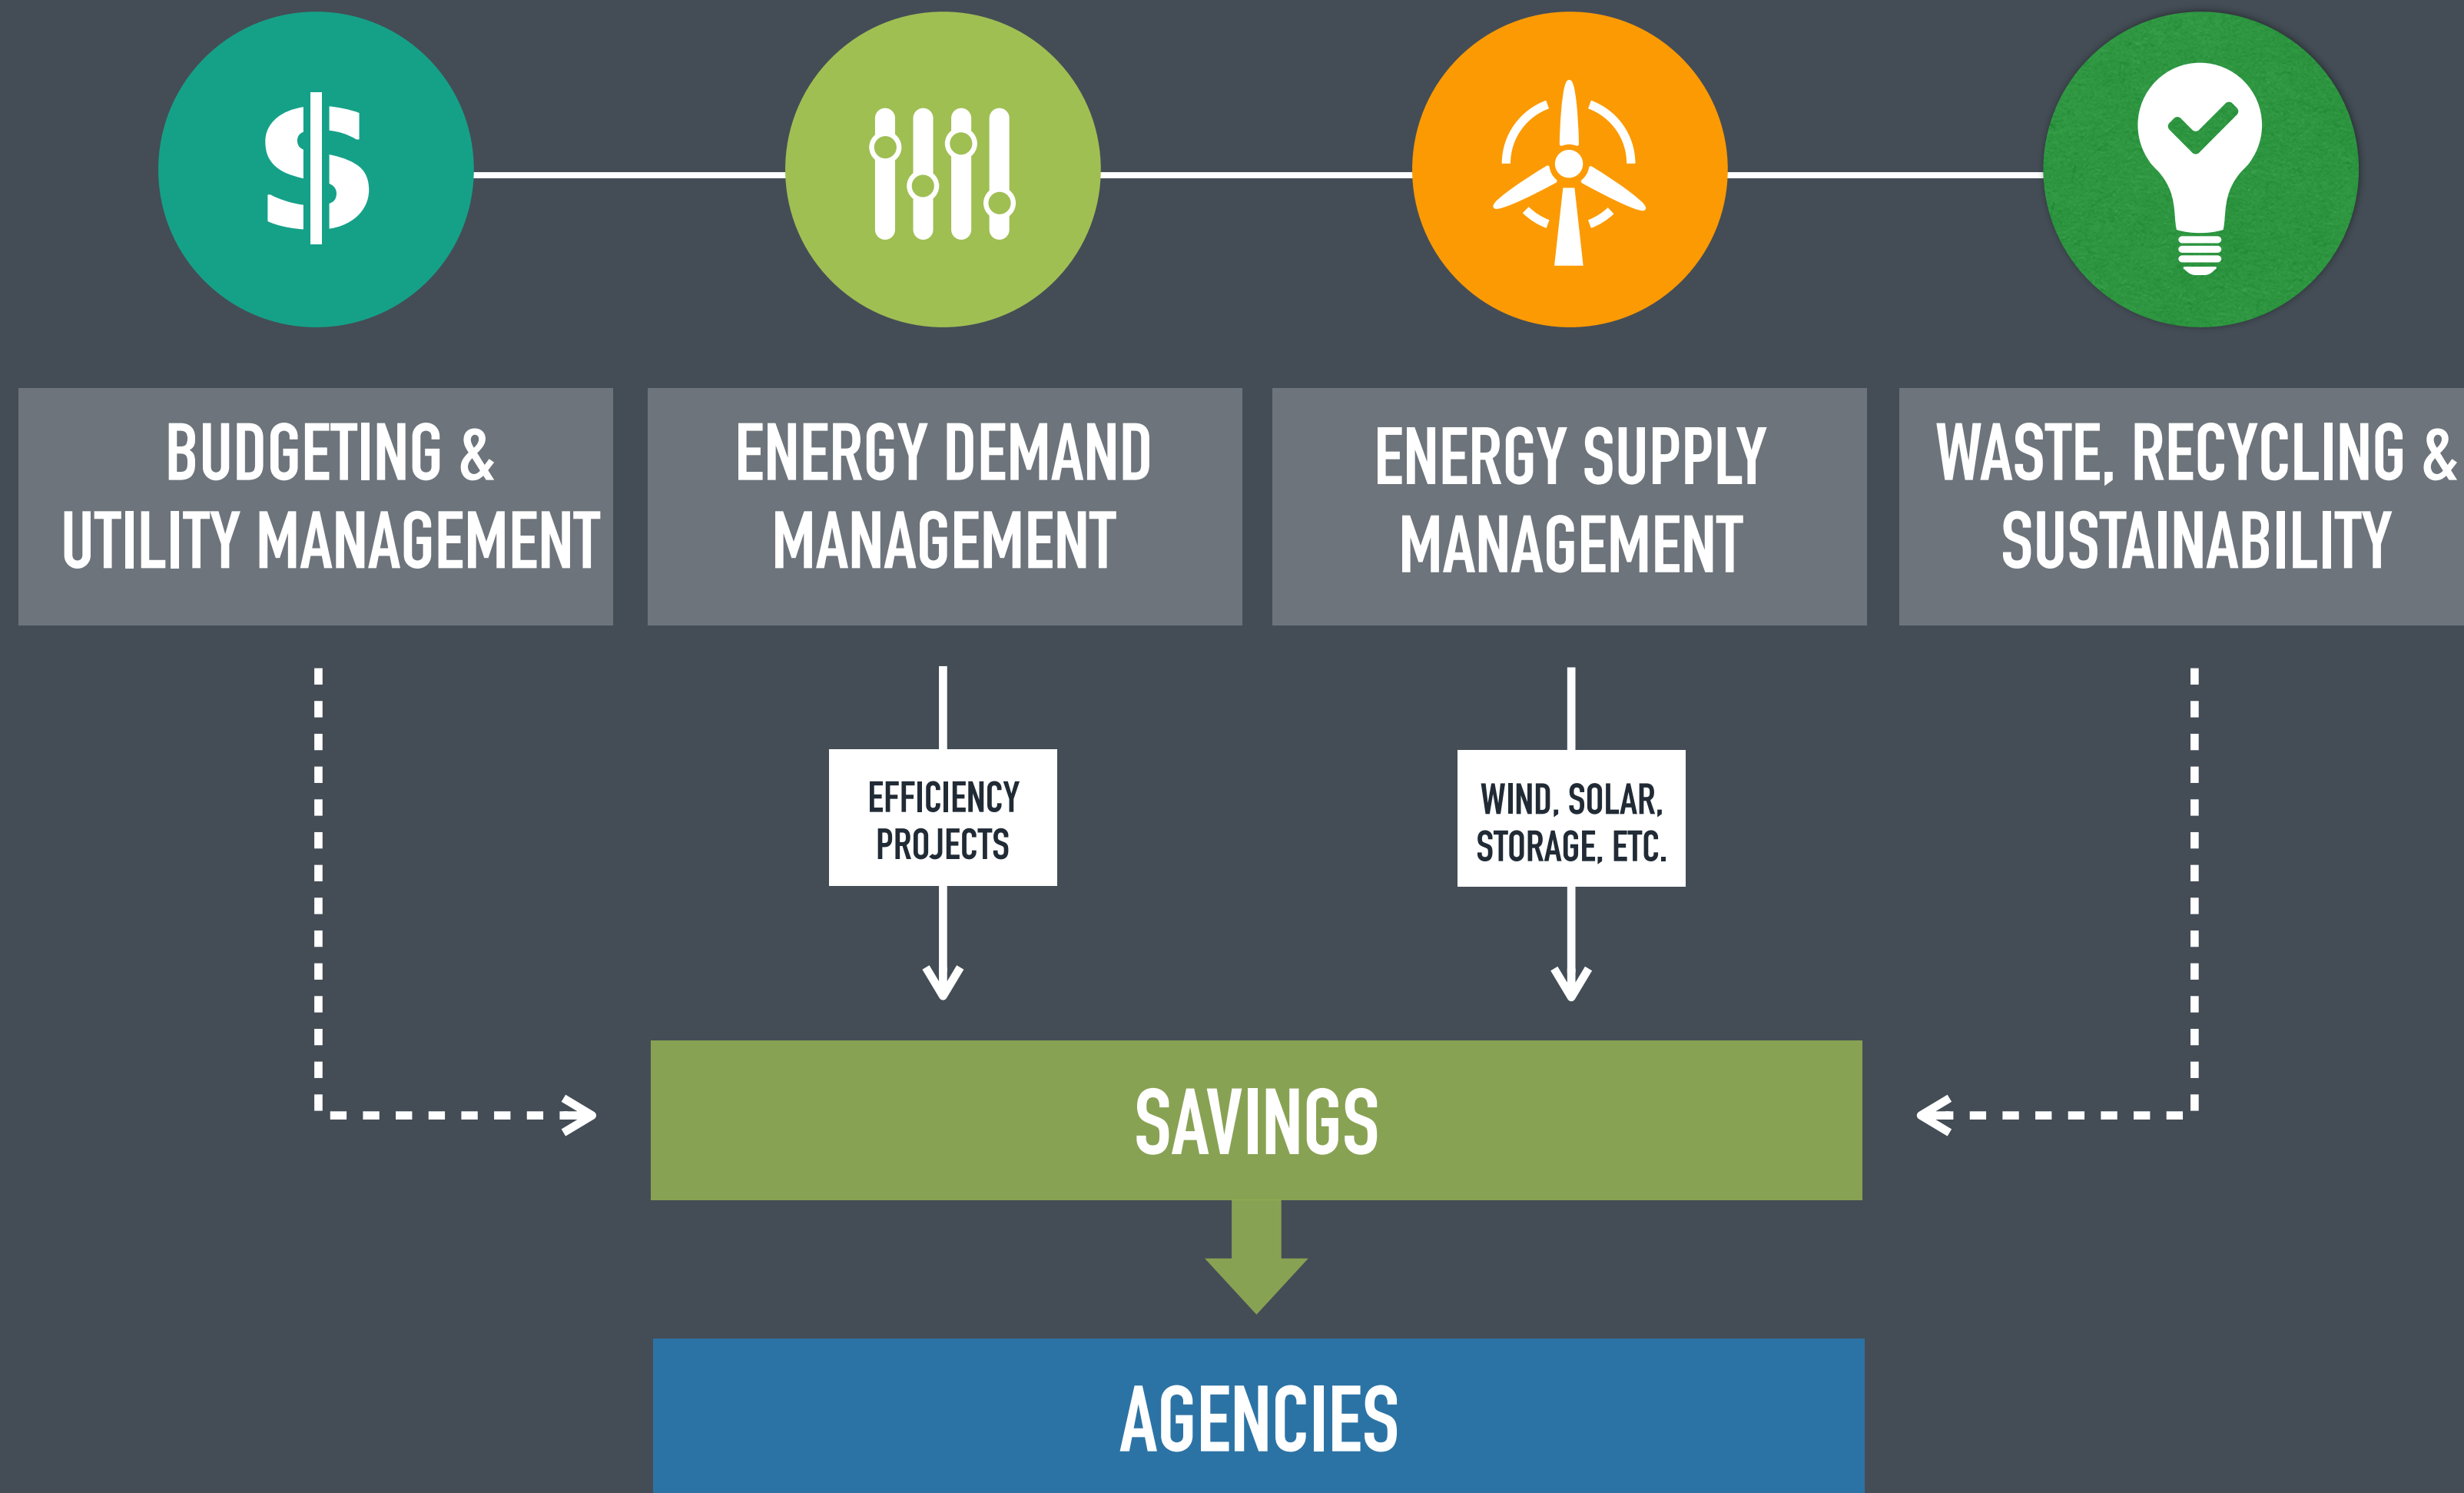 BUDGETING &
UTILITY MANAGEMENT
ENERGY DEMAND
MANAGEMENT
ENERGY SUPPLY
MANAGEMENT
WASTE, RECYCLING &
SUSTAINABILITY
EFFICIENCY
PROJECTS
WIND, SOLAR,
STORAGE, ETC.
SAVINGS
AGENCIES